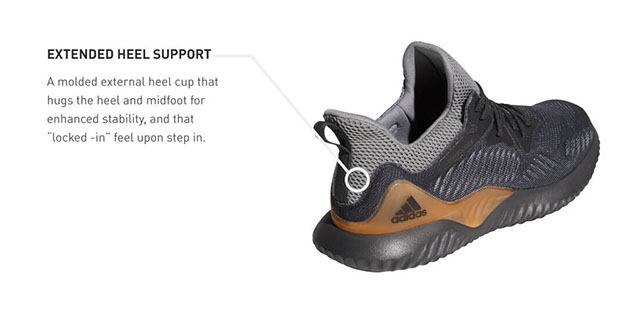 EXTENDED HEEL SUPPORT
A molded external heel cup that
hugs the heel and midfoot for
enhanced stability, and that
"locked -in" feel upon step in.
adidas